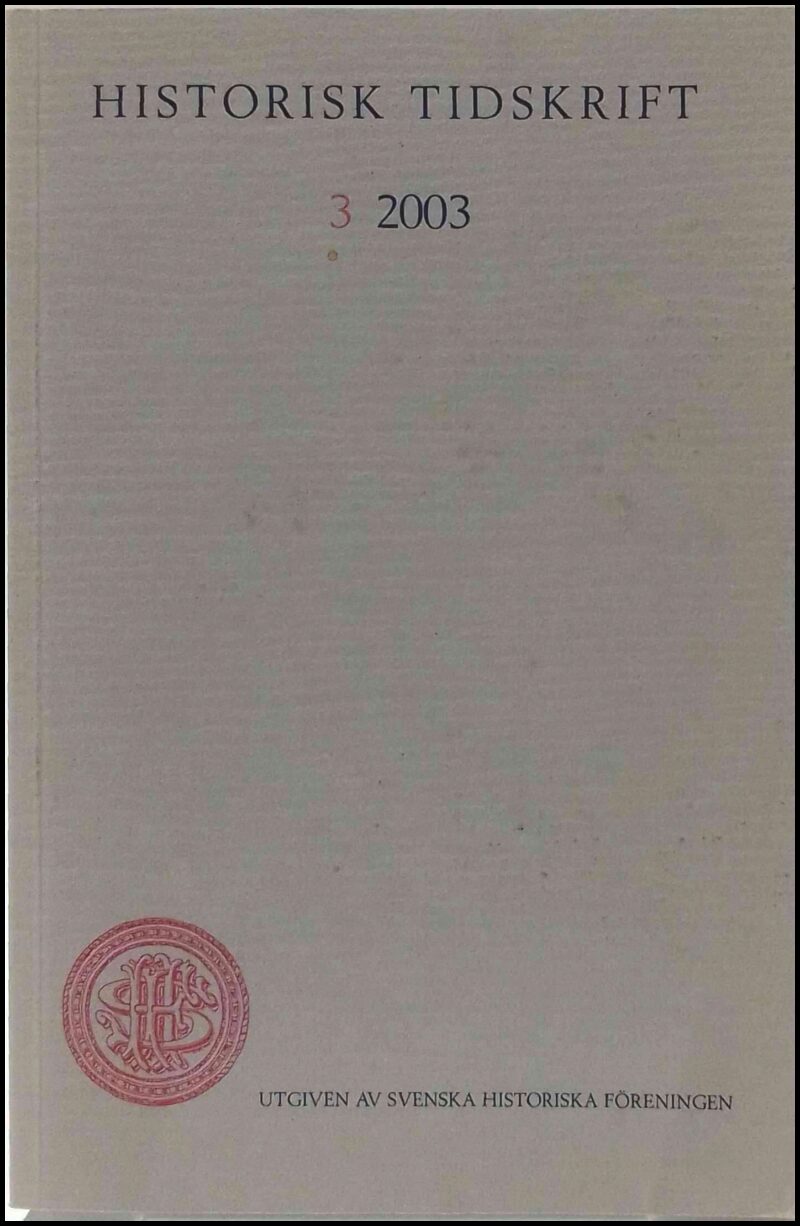 HISTORISK TIDSKRIFT
3 2003
UTGIVEN AV SVENSKA HISTORISKA FÖRENINGEN